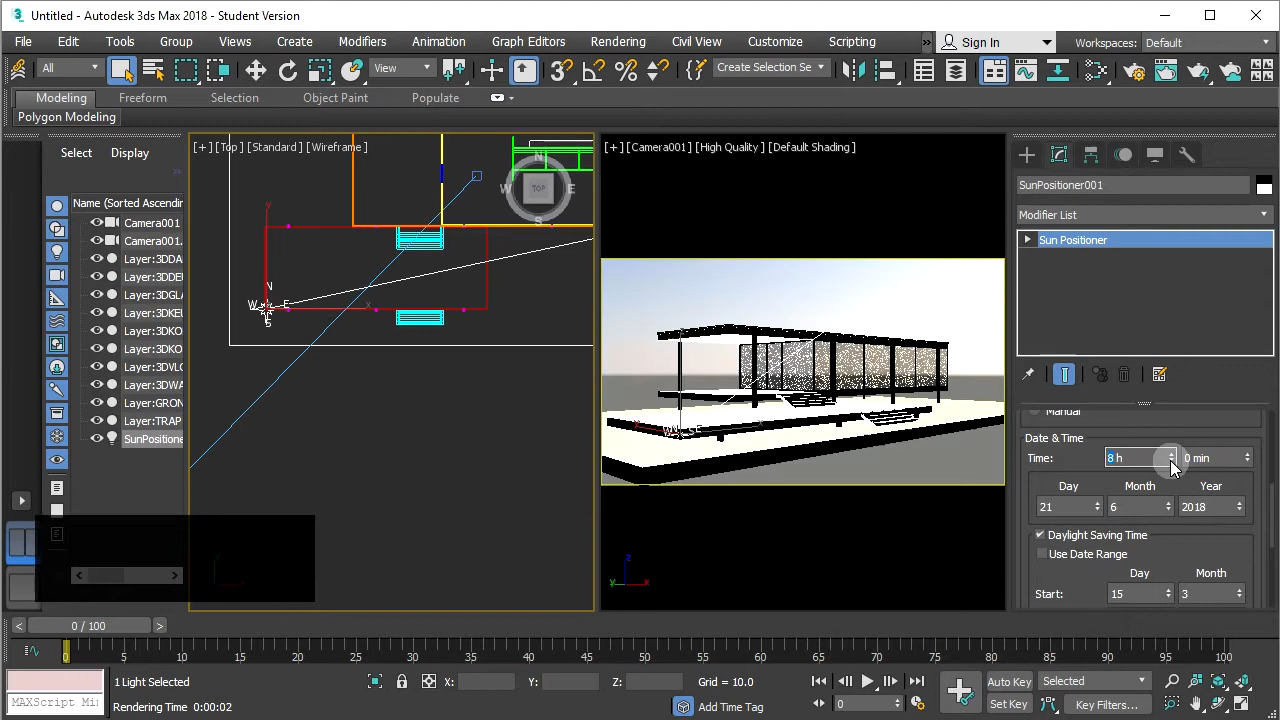 Untitled - Autodesk 3ds Max 2018 - Student Version
File Edit Tools Group Views Create Modifiers Animation Graph Editors Rendering Civil View Customize Scripting » Sign In Workspaces: Default
All View Create Selection Se
Modeling Freeform Selection Object Paint Populate
Polygon Modeling
Select Display
Name (Sorted Ascending
Camera001
Camera001.
Layer:3DDA
Layer:3DDE
Layer:3DGL
Layer:3DKE
Layer:3DKO
Layer:3DKO
Layer:3DVL
Layer:3DWA
Layer:GRON
Layer:TRAP
SunPositione
[+] [Top] [Standard] [Wireframe]
N
W TOP E
S
y
N
W E
S
x
[+] [Camera001] [High Quality] [Default Shading]
z
y x
SunPositioner001
Modifier List
Sun Positioner
Manual
Date & Time
Time: 8 h 0 min
Day Month Year
21 6 2018
Daylight Saving Time
Use Date Range
Day Month
Start: 15 3
< 0 / 100 >
0 5 10 15 20 25 30 35 40 45 50 55 60 65 70 75 80 85 90 95 100
1 Light Selected X: Y: Z: Grid = 10.0 Auto Key Selected
MAXScript Mi Rendering Time 0:00:02 Add Time Tag 0 Set Key Key Filters...